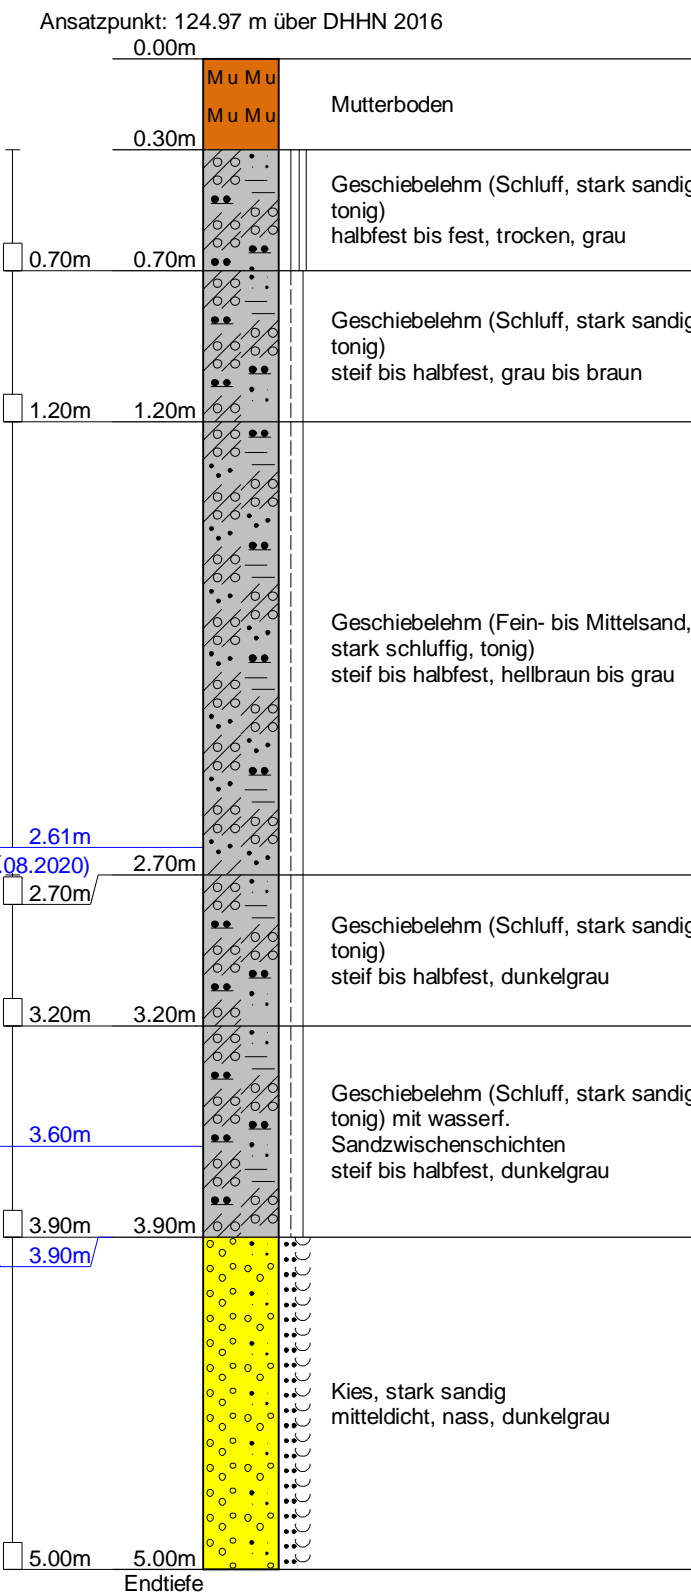 Ansatzpunkt: 124.97 m über DHHN 2016
0.00m
Mu Mu
Mu Mu
Mutterboden
0.30m
Geschiebelehm (Schluff, stark sandig
tonig)
halbfest bis fest, trocken, grau
0.70m 0.70m
Geschiebelehm (Schluff, stark sandig
tonig)
steif bis halbfest, grau bis braun
1.20m 1.20m
Geschiebelehm (Fein- bis Mittelsand,
stark schluffig, tonig)
steif bis halbfest, hellbraun bis grau
2.61m
08.2020) 2.70m
2.70m
Geschiebelehm (Schluff, stark sandig
tonig)
steif bis halbfest, dunkelgrau
3.20m 3.20m
Geschiebelehm (Schluff, stark sandig
tonig) mit wasserf.
Sandzwischenschichten
steif bis halbfest, dunkelgrau
3.60m
3.90m 3.90m
3.90m
Kies, stark sandig
mitteldicht, nass, dunkelgrau
5.00m 5.00m
Endtiefe